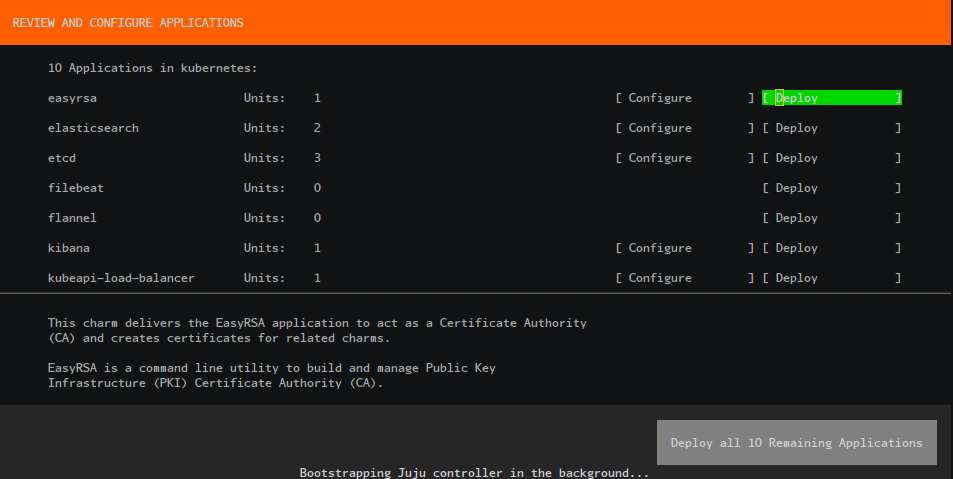 REVIEW AND CONFIGURE APPLICATIONS
10 Applications in kubernetes:
easyrsa Units: 1 [ Configure ] [ Deploy ]
elasticsearch Units: 2 [ Configure ] [ Deploy ]
etcd Units: 3 [ Configure ] [ Deploy ]
filebeat Units: 0 [ Deploy ]
flannel Units: 0 [ Deploy ]
kibana Units: 1 [ Configure ] [ Deploy ]
kubeapi-load-balancer Units: 1 [ Configure ] [ Deploy ]
This charm delivers the EasyRSA application to act as a Certificate Authority
(CA) and creates certificates for related charms.
EasyRSA is a command line utility to build and manage Public Key
Infrastructure (PKI) Certificate Authority (CA).
Deploy all 10 Remaining Applications
Bootstrapping Juju controller in the background...